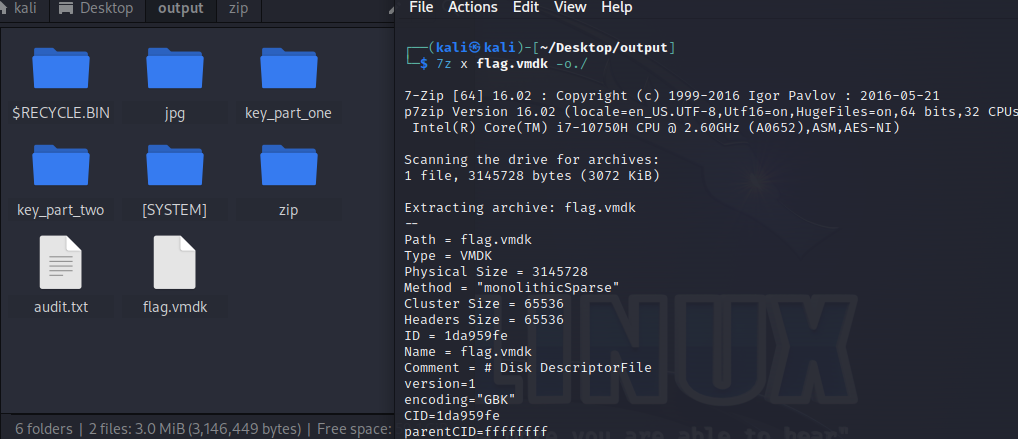 kali Desktop output zip
$RECYCLE.BIN jpg key_part_one
key_part_two [SYSTEM] zip
audit.txt flag.vmdk
6 folders | 2 files: 3.0 MiB (3,146,449 bytes) | Free space:
File Actions Edit View Help
┌──(kali㉿kali)-[~/Desktop/output]
└─$ 7z x flag.vmdk -o./
7-Zip [64] 16.02 : Copyright (c) 1999-2016 Igor Pavlov : 2016-05-21
p7zip Version 16.02 (locale=en_US.UTF-8,Utf16=on,HugeFiles=on,64 bits,32 CPUs
Intel(R) Core(TM) i7-10750H CPU @ 2.60GHz (A0652),ASM,AES-NI)
Scanning the drive for archives:
1 file, 3145728 bytes (3072 KiB)
Extracting archive: flag.vmdk
--
Path = flag.vmdk
Type = VMDK
Physical Size = 3145728
Method = "monolithicSparse"
Cluster Size = 65536
Headers Size = 65536
ID = 1da959fe
Name = flag.vmdk
Comment = # Disk DescriptorFile
version=1
encoding="GBK"
CID=1da959fe
parentCID=ffffffff
LINUX
you are able to hear"